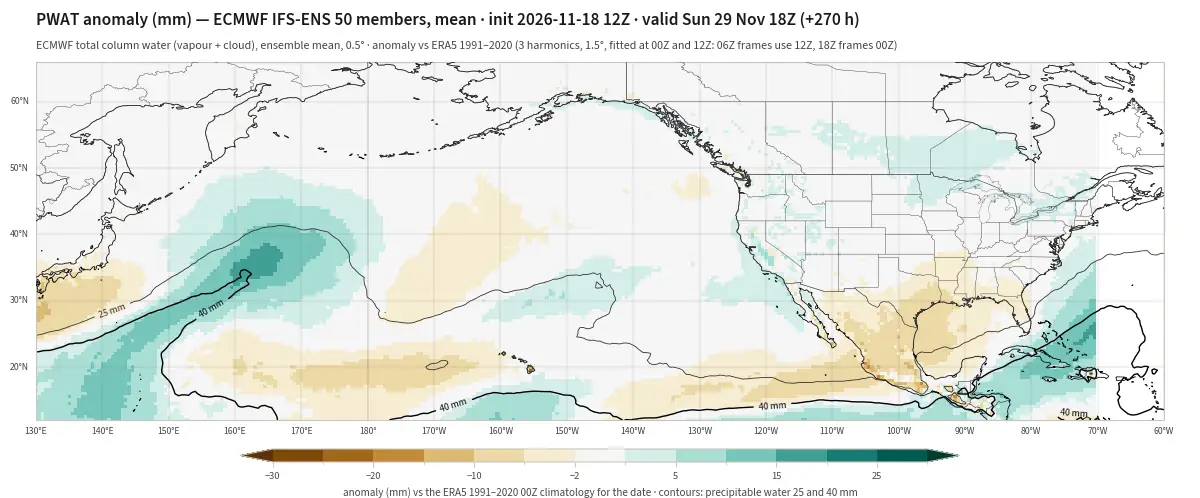 PWAT anomaly (mm) — ECMWF IFS-ENS 50 members, mean · init 2026-11-18 12Z · valid Sun 29 Nov 18Z (+270 h)
ECMWF total column water (vapour + cloud), ensemble mean, 0.5° · anomaly vs ERA5 1991–2020 (3 harmonics, 1.5°, fitted at 00Z and 12Z: 06Z frames use 12Z, 18Z frames 00Z)
60°N
50°N
40°N
30°N
20°N
25 mm
40 mm
40 mm
40 mm
40 mm
130°E 140°E 150°E 160°E 170°E 180° 170°W 160°W 150°W 140°W 130°W 120°W 110°W 100°W 90°W 80°W 70°W 60°W
−30 −20 −10 −2 5 15 25
anomaly (mm) vs the ERA5 1991–2020 00Z climatology for the date · contours: precipitable water 25 and 40 mm